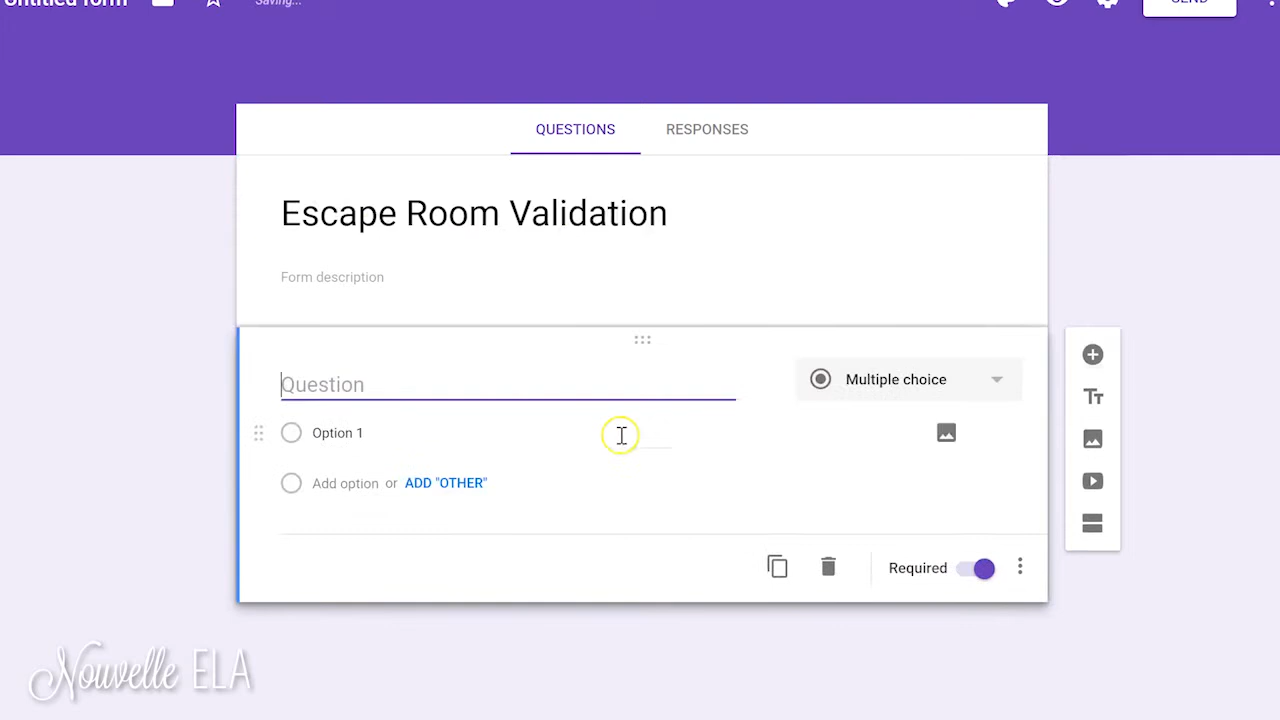 Untitled form Saving... SEND
QUESTIONS RESPONSES
Escape Room Validation
Form description
Question
Multiple choice
Option 1
Add option or ADD "OTHER"
Required
Nouvelle ELA